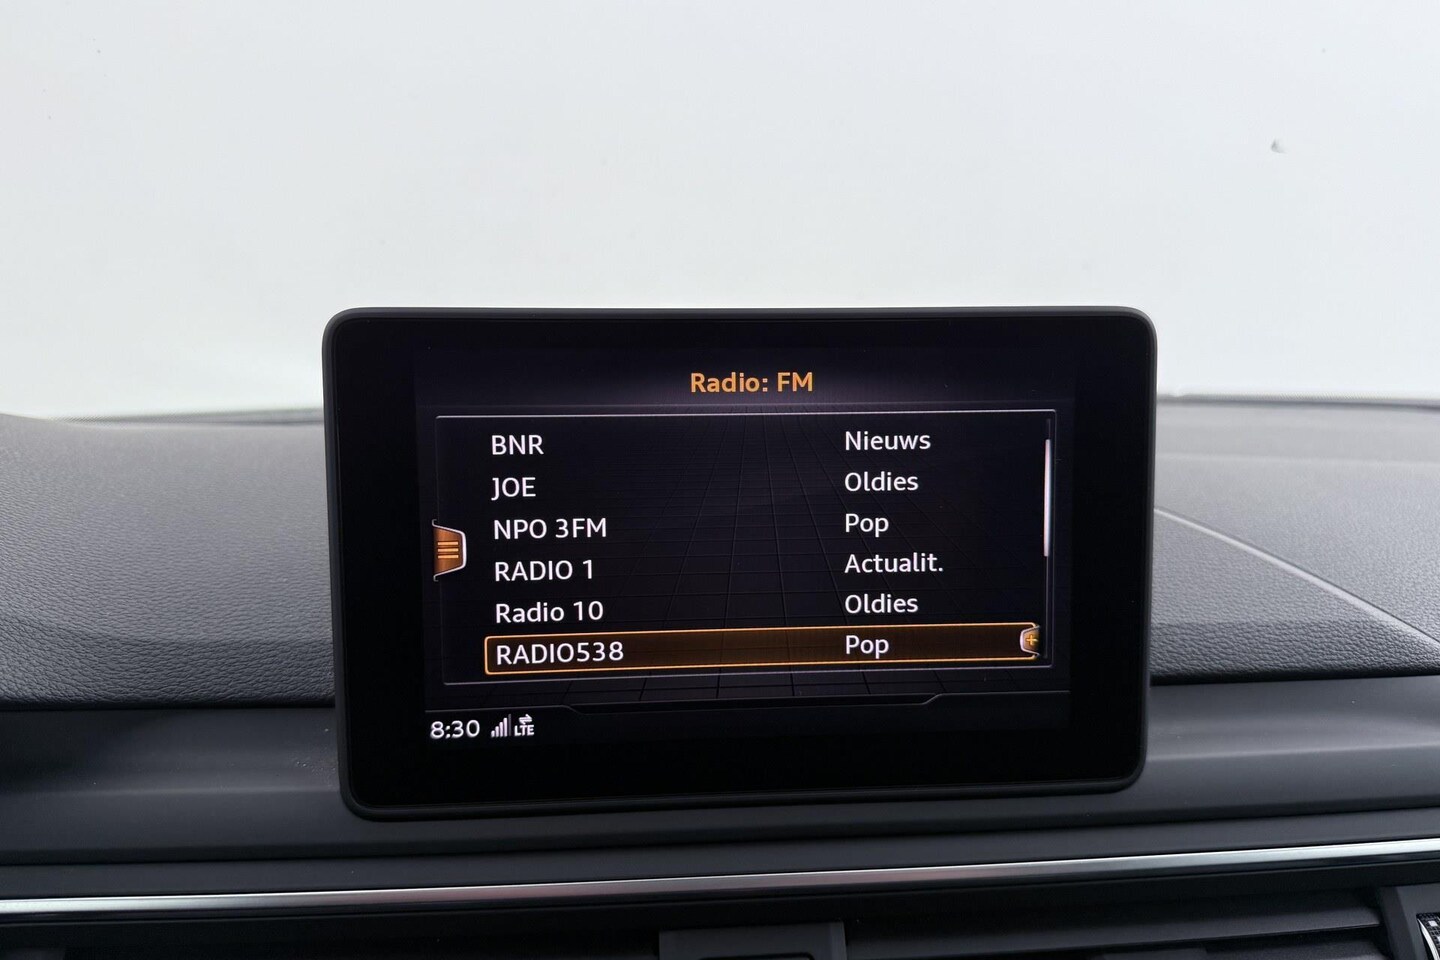 Radio: FM
BNR Nieuws
JOE Oldies
NPO 3FM Pop
RADIO 1 Actualit.
Radio 10 Oldies
RADIO538 Pop
8:30 LTE